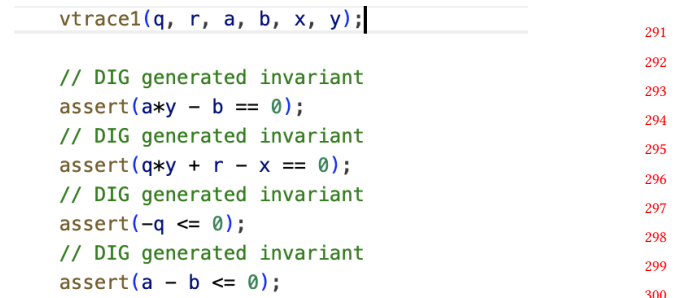 vtrace1(q, r, a, b, x, y);
// DIG generated invariant
assert(a*y - b == 0);
// DIG generated invariant
assert(q*y + r - x == 0);
// DIG generated invariant
assert(-q <= 0);
// DIG generated invariant
assert(a - b <= 0);
291
292
293
294
295
296
297
298
299
300